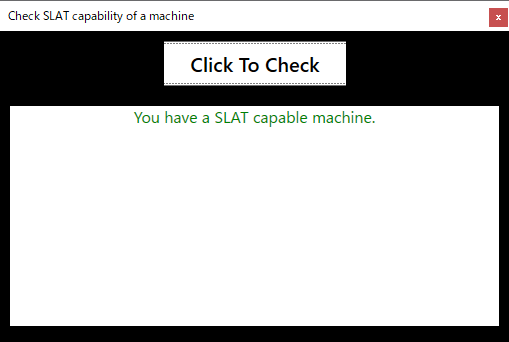 Check SLAT capability of a machine
x
Click To Check
You have a SLAT capable machine.